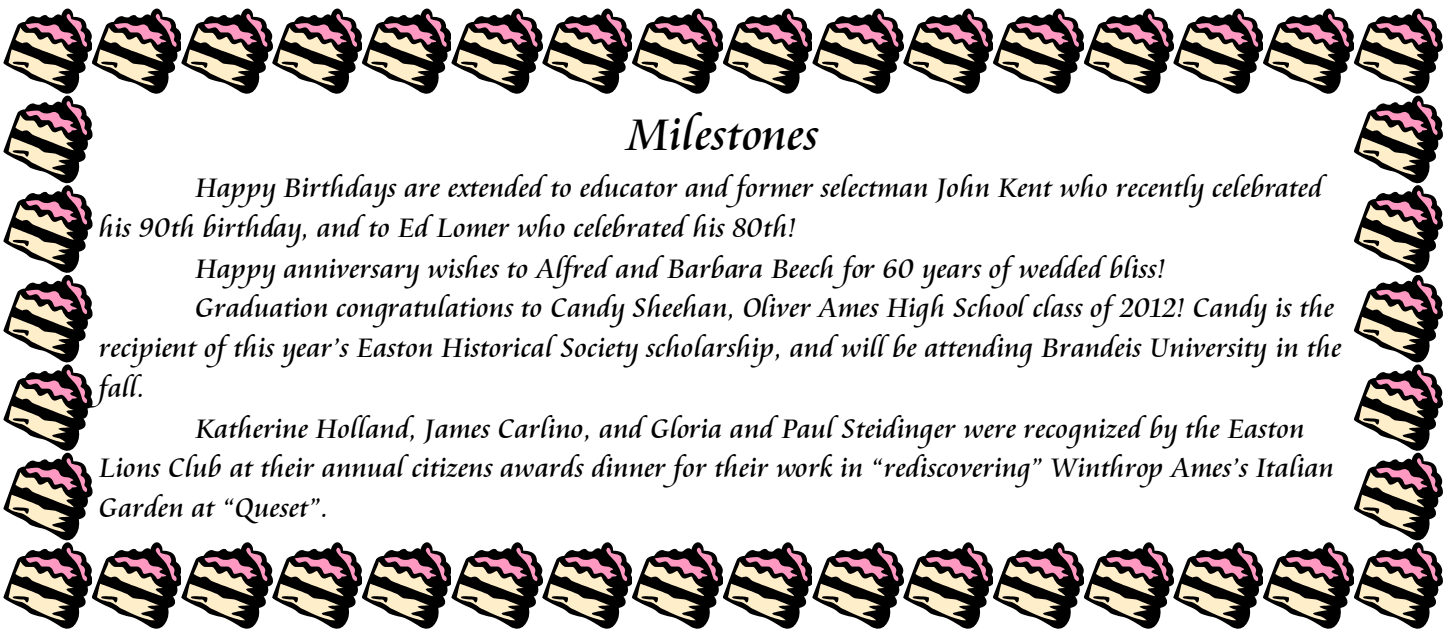 Milestones
Happy Birthdays are extended to educator and former selectman John Kent who recently celebrated
his 90th birthday, and to Ed Lomer who celebrated his 80th!
Happy anniversary wishes to Alfred and Barbara Beech for 60 years of wedded bliss!
Graduation congratulations to Candy Sheehan, Oliver Ames High School class of 2012! Candy is the
recipient of this year’s Easton Historical Society scholarship, and will be attending Brandeis University in the
fall.
Katherine Holland, James Carlino, and Gloria and Paul Steidinger were recognized by the Easton
Lions Club at their annual citizens awards dinner for their work in “rediscovering” Winthrop Ames’s Italian
Garden at “Queset”.